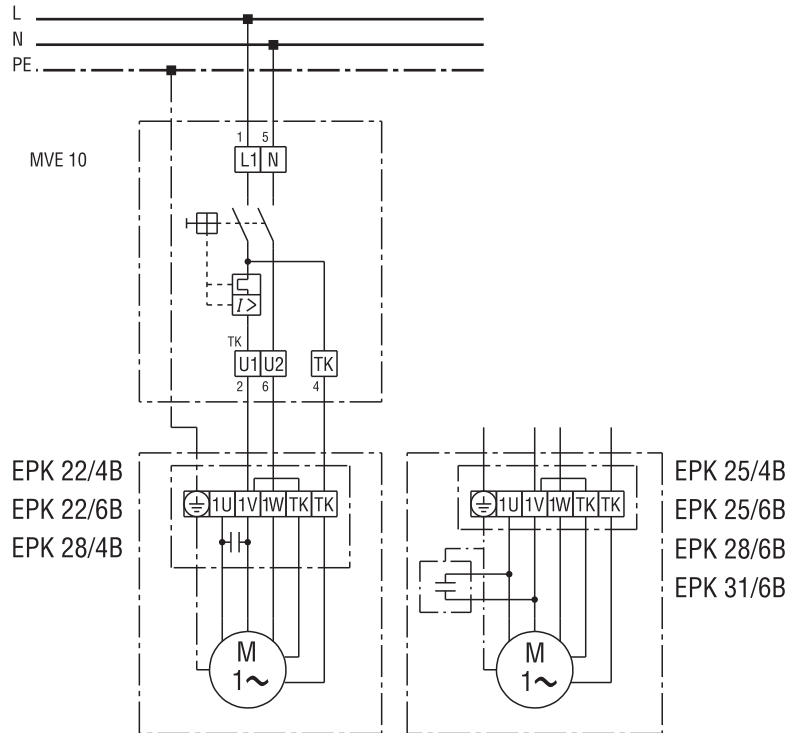 L
N
PE
MVE 10
1 5
L1 N
I>
TK
U1 U2 TK
2 6 4
EPK 22/4B
EPK 22/6B
EPK 28/4B
1U 1V 1W TK TK
M
1~
1U 1V 1W TK TK
M
1~
EPK 25/4B
EPK 25/6B
EPK 28/6B
EPK 31/6B